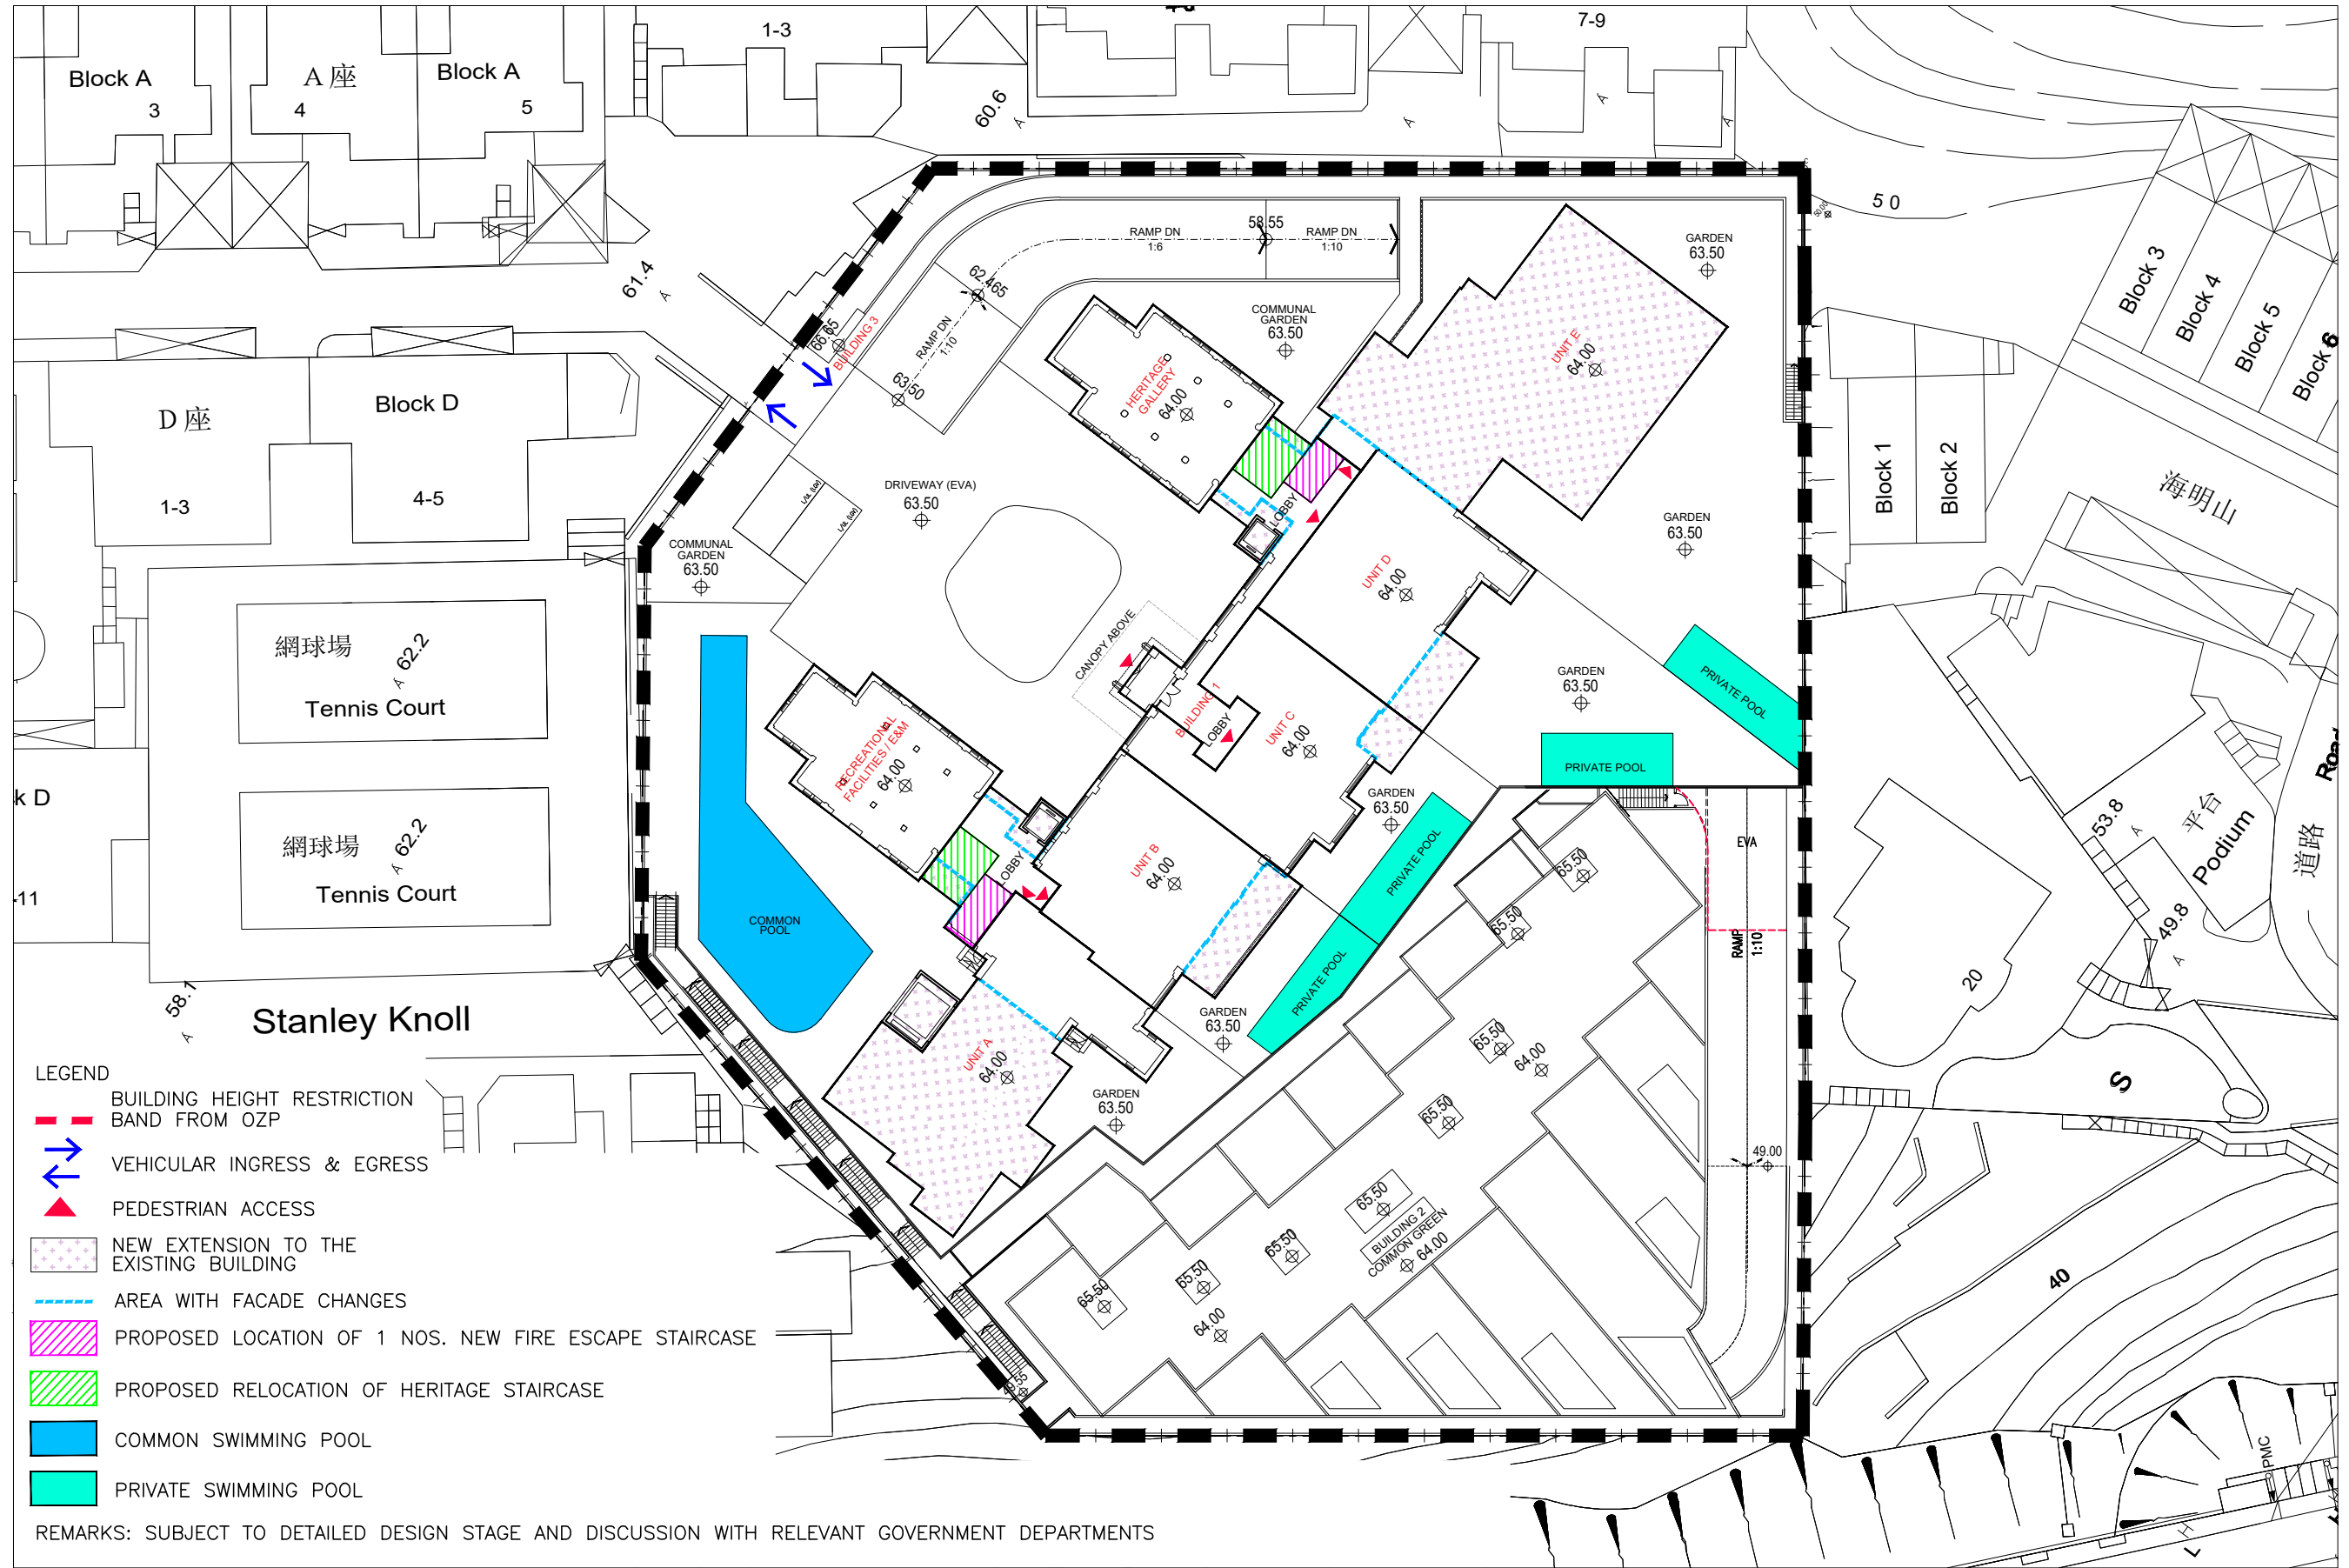 Block A
A座
Block A
3
4
5
1-3
7-9
60.6
50
50.00
61.4
Block 3
Block 4
Block 5
Block 6
D座
Block D
1-3
4-5
Block 1
Block 2
海明山
RAMP DN
1:6
58.55
RAMP DN
1:10
62.465
RAMP DN
1:10
63.50
66.65
BUILDING 3
GARDEN
63.50
COMMUNAL
GARDEN
63.50
UNIT E
64.00
HERITAGE
GALLERY
64.00
DRIVEWAY (EVA)
63.50
L/UL (LGV)
L/UL (LGV)
COMMUNAL
GARDEN
63.50
LOBBY
GARDEN
63.50
UNIT D
64.00
CANOPY ABOVE
BUILDING 1
LOBBY
UNIT C
64.00
GARDEN
63.50
PRIVATE POOL
PRIVATE POOL
GARDEN
63.50
RECREATIONAL
FACILITIES / E&M
64.00
LOBBY
UNIT B
64.00
PRIVATE POOL
PRIVATE POOL
COMMON
POOL
UNIT A
64.00
GARDEN
63.50
GARDEN
63.50
網球場
62.2
Tennis Court
網球場
62.2
Tennis Court
k D
-11
58.1
Stanley Knoll
EVA
RAMP
1:10
49.00
65.50
65.50
65.50
64.00
65.50
65.50
BUILDING 2
COMMON GREEN
64.00
65.50
65.50
65.50
64.00
49.55
53.8
平台
Podium
道路
Road
49.8
20
S
40
PMC
L H
LEGEND
BUILDING HEIGHT RESTRICTION
BAND FROM OZP
VEHICULAR INGRESS & EGRESS
PEDESTRIAN ACCESS
NEW EXTENSION TO THE
EXISTING BUILDING
AREA WITH FACADE CHANGES
PROPOSED LOCATION OF 1 NOS. NEW FIRE ESCAPE STAIRCASE
PROPOSED RELOCATION OF HERITAGE STAIRCASE
COMMON SWIMMING POOL
PRIVATE SWIMMING POOL
REMARKS: SUBJECT TO DETAILED DESIGN STAGE AND DISCUSSION WITH RELEVANT GOVERNMENT DEPARTMENTS